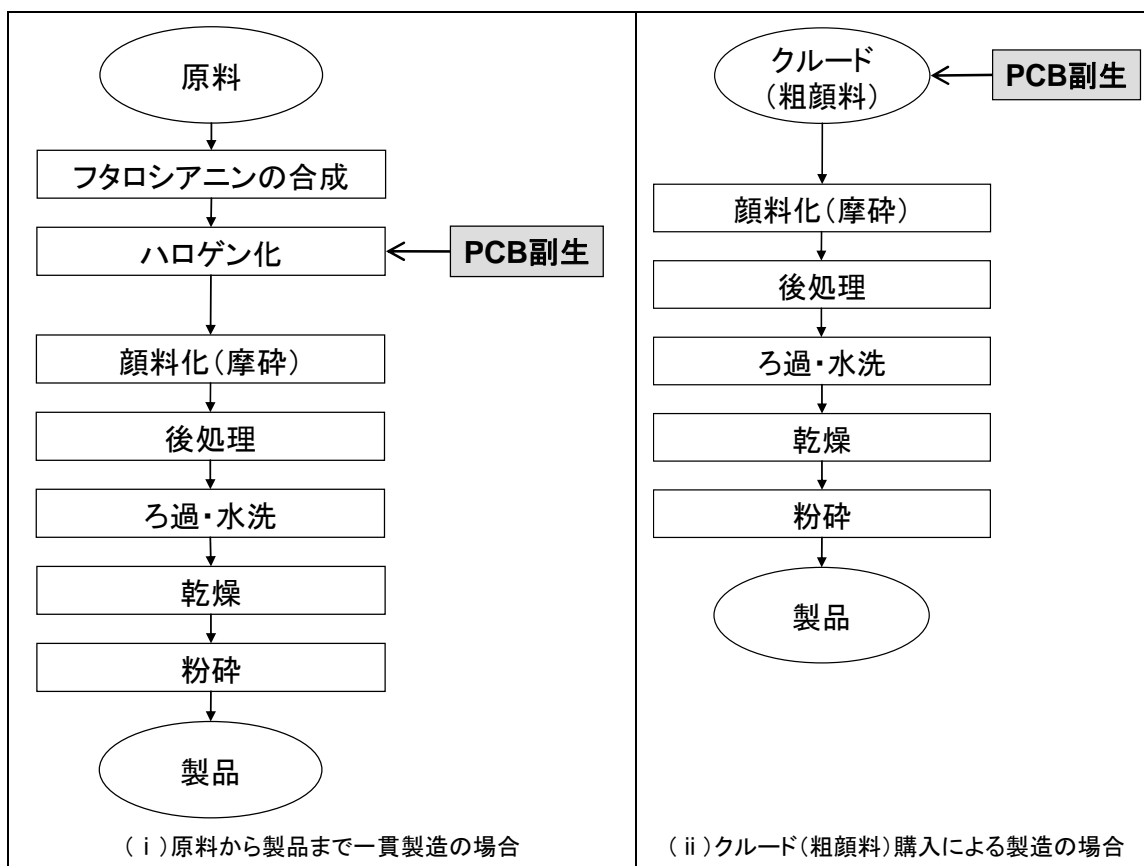 原料
フタロシアニンの合成
ハロゲン化
PCB副生
顔料化(摩砕)
後処理
ろ過・水洗
乾燥
粉砕
製品
(ⅰ)原料から製品まで一貫製造の場合
クルード
(粗顔料)
PCB副生
顔料化(摩砕)
後処理
ろ過・水洗
乾燥
粉砕
製品
(ⅱ)クルード(粗顔料)購入による製造の場合